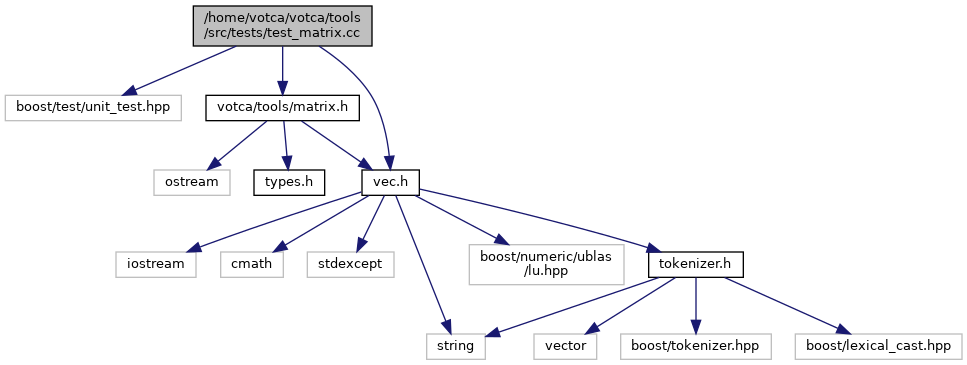 /home/votca/votca/tools
/src/tests/test_matrix.cc
boost/test/unit_test.hpp
votca/tools/matrix.h
ostream
types.h
vec.h
iostream
cmath
stdexcept
boost/numeric/ublas
/lu.hpp
tokenizer.h
string
vector
boost/tokenizer.hpp
boost/lexical_cast.hpp